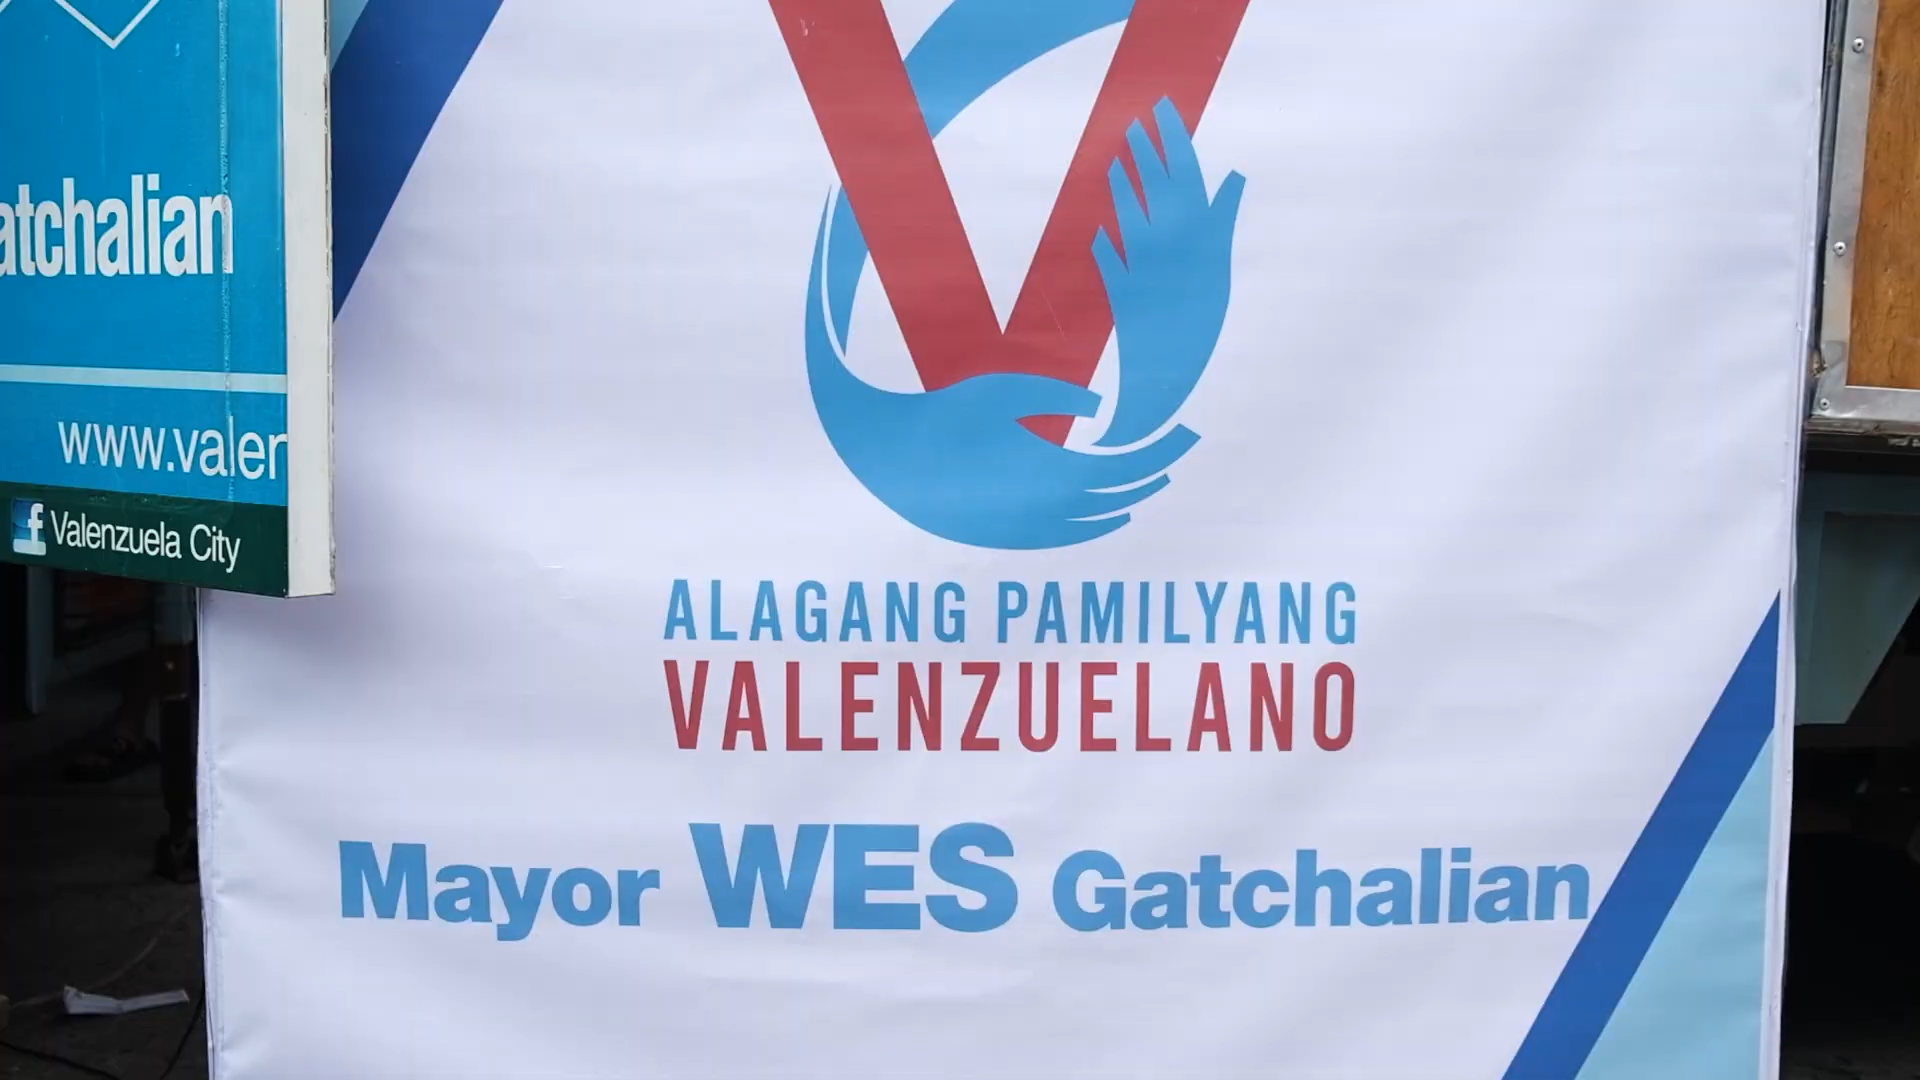 atchalian
www.valen
Valenzuela City
ALAGANG PAMILYANG
VALENZUELANO
Mayor WES Gatchalian